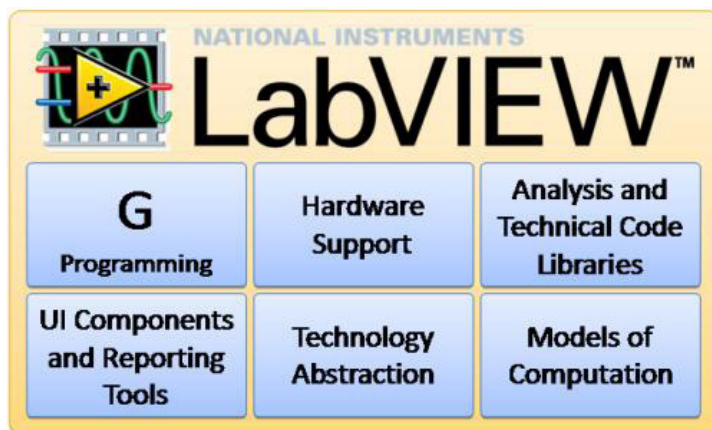 NATIONAL INSTRUMENTS
LabVIEW™
G
Programming
Hardware
Support
Analysis and
Technical Code
Libraries
UI Components
and Reporting
Tools
Technology
Abstraction
Models of
Computation